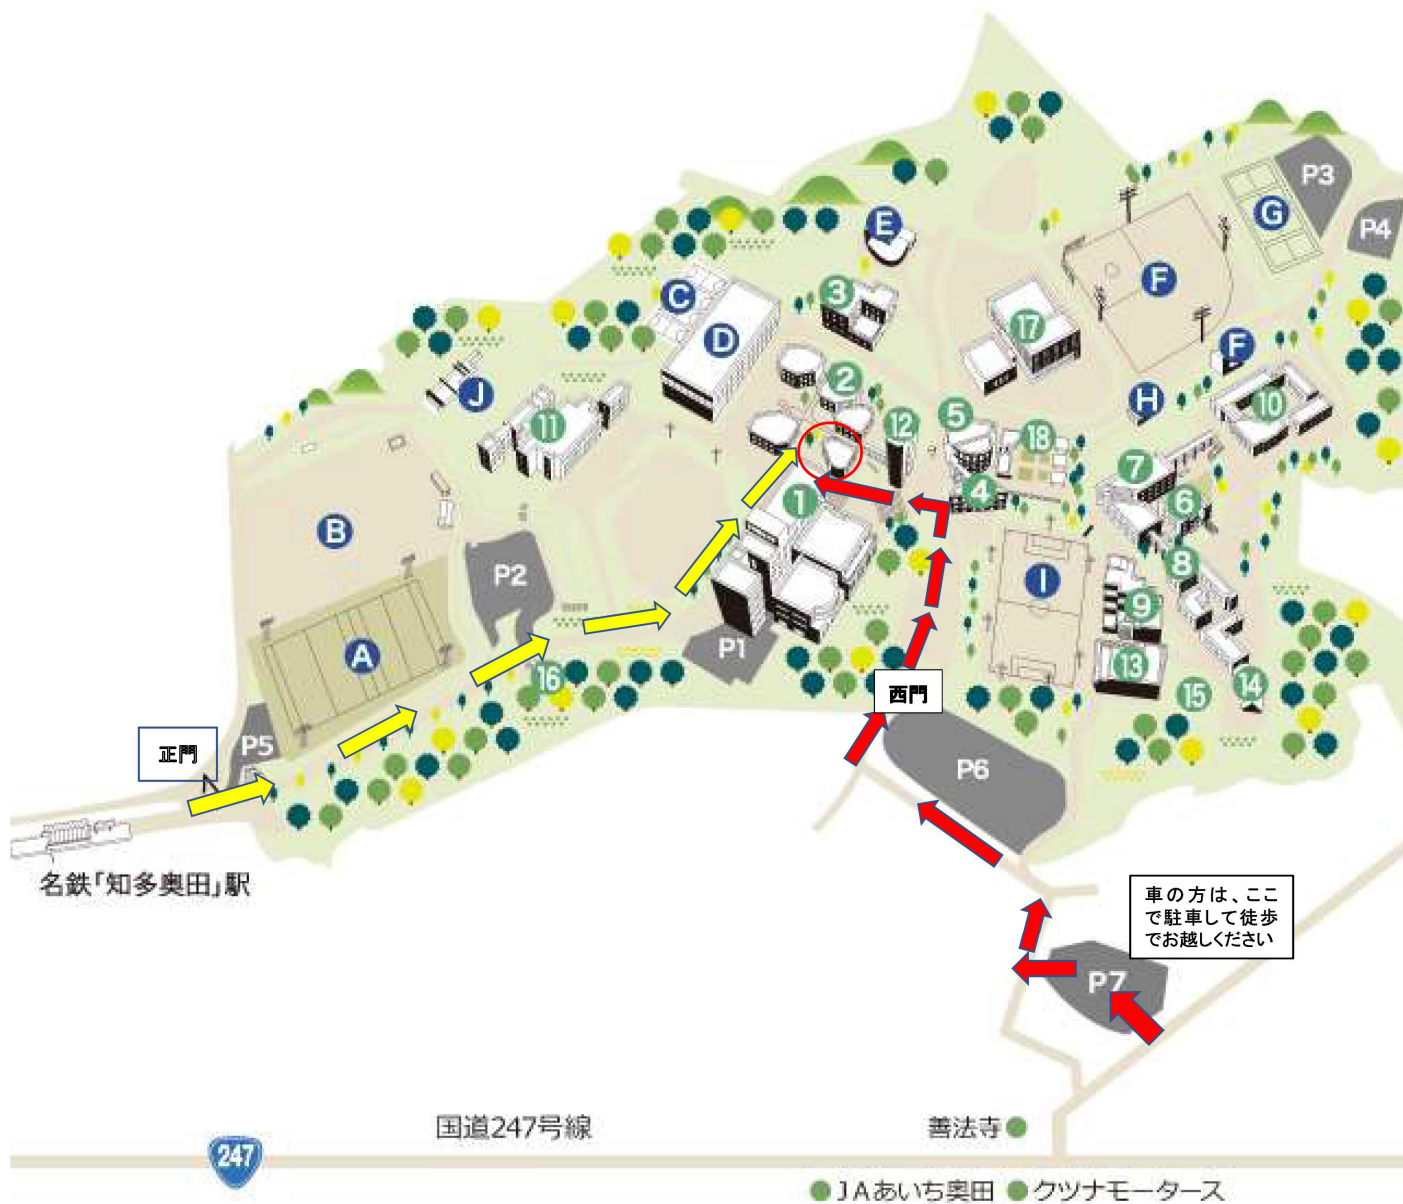 P3
G
P4
E
F
C
3
17
D
F
J
2
H
10
11
12
5
18
7
1
4
6
B
8
P2
I
9
A
P1
13
16
西門
15
14
正門
P5
P6
名鉄「知多奥田」駅
車の方は、ここ
で駐車して徒歩
でお越しください
P7
国道247号線
善法寺
247
JAあいち奥田
クツナモータース